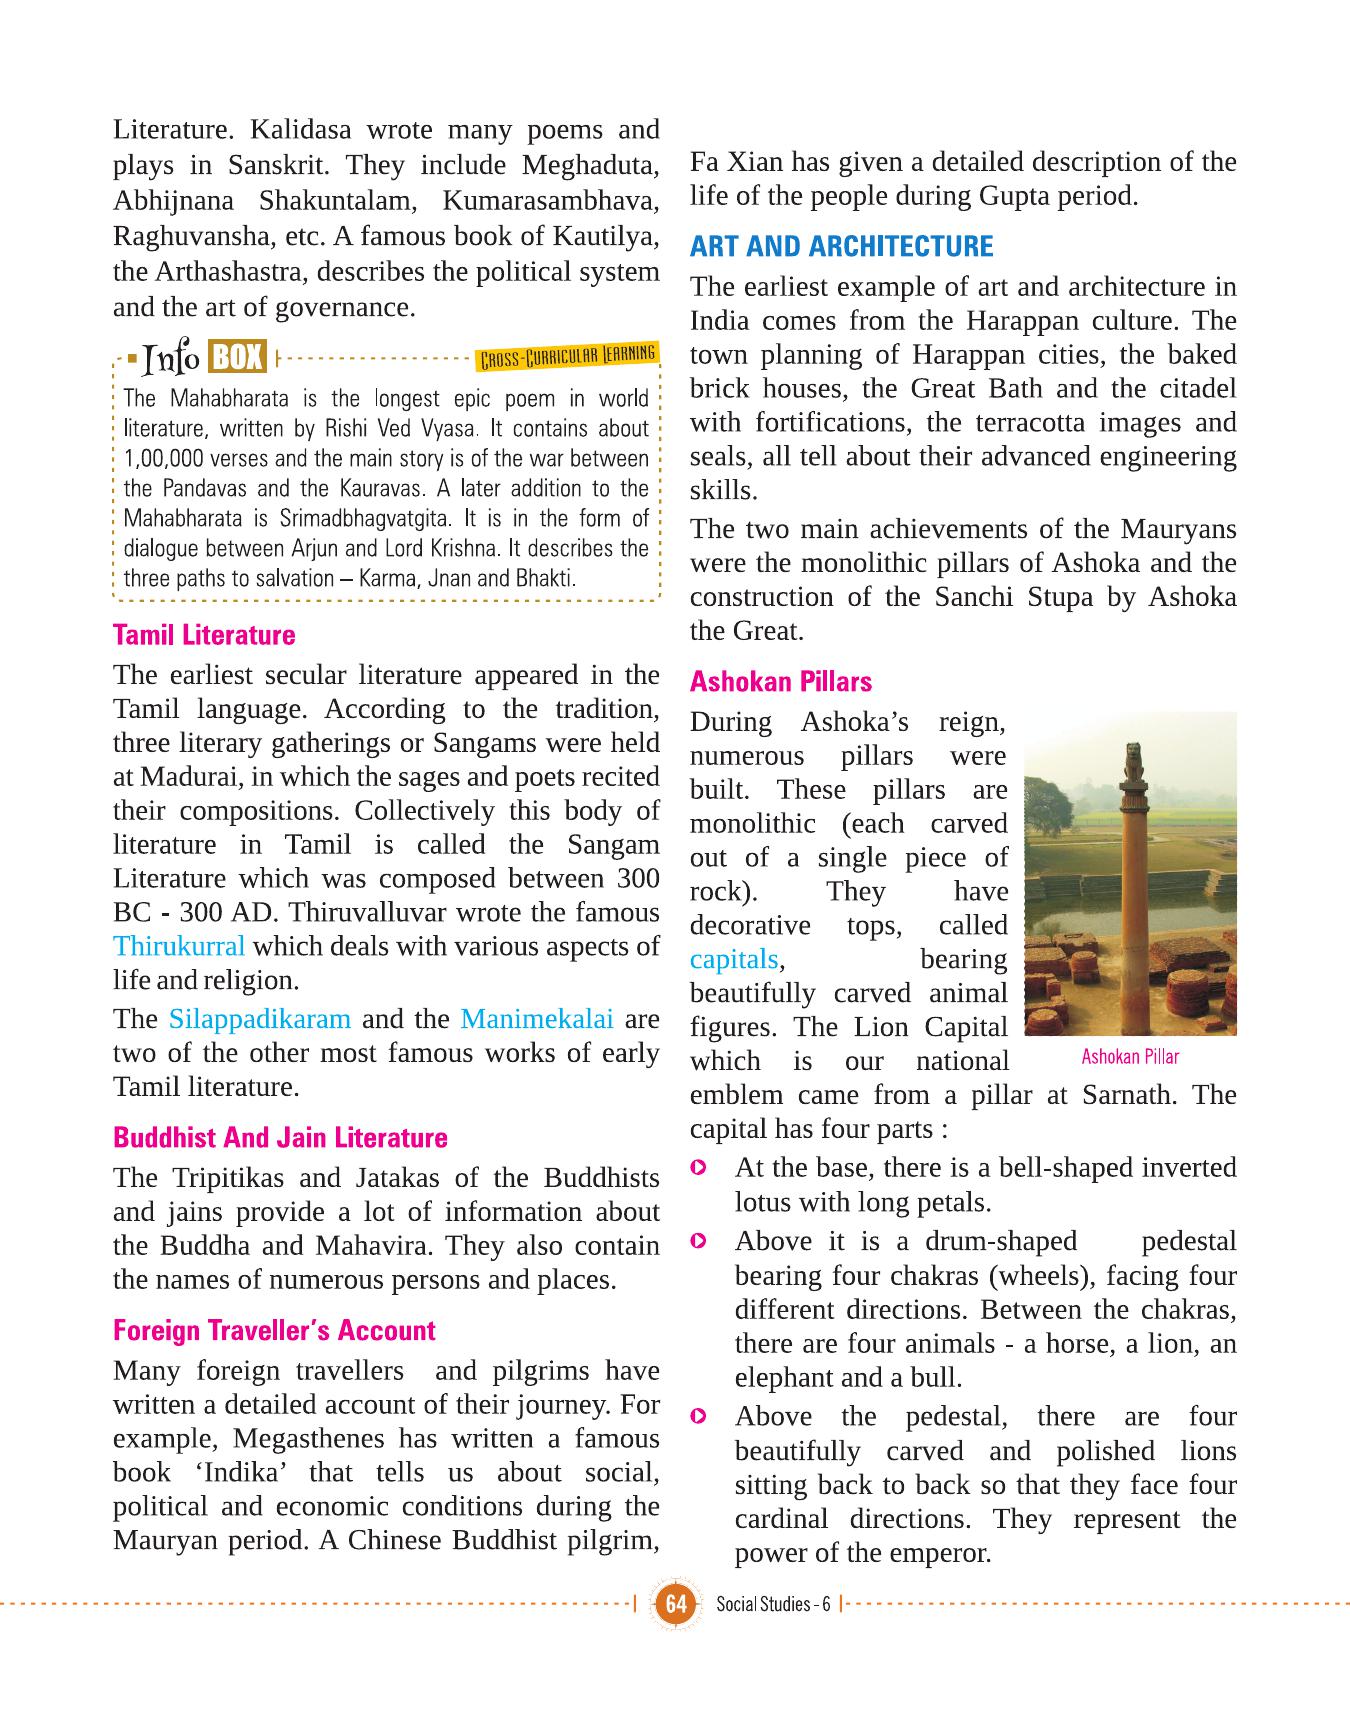 Literature. Kalidasa wrote many poems and
plays in Sanskrit. They include Meghaduta,
Abhijnana Shakuntalam, Kumarasambhava,
Raghuvansha, etc. A famous book of Kautilya,
the Arthashastra, describes the political system
and the art of governance.
Info BOX
CROSS-CURRICULAR LEARNING
The Mahabharata is the longest epic poem in world
literature, written by Rishi Ved Vyasa. It contains about
1,00,000 verses and the main story is of the war between
the Pandavas and the Kauravas. A later addition to the
Mahabharata is Srimadbhagvatgita. It is in the form of
dialogue between Arjun and Lord Krishna. It describes the
three paths to salvation – Karma, Jnan and Bhakti.
Tamil Literature
The earliest secular literature appeared in the
Tamil language. According to the tradition,
three literary gatherings or Sangams were held
at Madurai, in which the sages and poets recited
their compositions. Collectively this body of
literature in Tamil is called the Sangam
Literature which was composed between 300
BC - 300 AD. Thiruvalluvar wrote the famous
Thirukurral which deals with various aspects of
life and religion.
The Silappadikaram and the Manimekalai are
two of the other most famous works of early
Tamil literature.
Buddhist And Jain Literature
The Tripitikas and Jatakas of the Buddhists
and jains provide a lot of information about
the Buddha and Mahavira. They also contain
the names of numerous persons and places.
Foreign Traveller's Account
Many foreign travellers and pilgrims have
written a detailed account of their journey. For
example, Megasthenes has written a famous
book ‘Indika’ that tells us about social,
political and economic conditions during the
Mauryan period. A Chinese Buddhist pilgrim,
Fa Xian has given a detailed description of the
life of the people during Gupta period.
ART AND ARCHITECTURE
The earliest example of art and architecture in
India comes from the Harappan culture. The
town planning of Harappan cities, the baked
brick houses, the Great Bath and the citadel
with fortifications, the terracotta images and
seals, all tell about their advanced engineering
skills.
The two main achievements of the Mauryans
were the monolithic pillars of Ashoka and the
construction of the Sanchi Stupa by Ashoka
the Great.
Ashokan Pillars
During Ashoka’s reign,
numerous pillars were
built. These pillars are
monolithic (each carved
out of a single piece of
rock). They have
decorative tops, called
capitals, bearing
beautifully carved animal
figures. The Lion Capital
which is our national
emblem came from a pillar at Sarnath. The
capital has four parts :
Ashokan Pillar
At the base, there is a bell-shaped inverted
lotus with long petals.
Above it is a drum-shaped pedestal
bearing four chakras (wheels), facing four
different directions. Between the chakras,
there are four animals - a horse, a lion, an
elephant and a bull.
Above the pedestal, there are four
beautifully carved and polished lions
sitting back to back so that they face four
cardinal directions. They represent the
power of the emperor.
64 Social Studies - 6